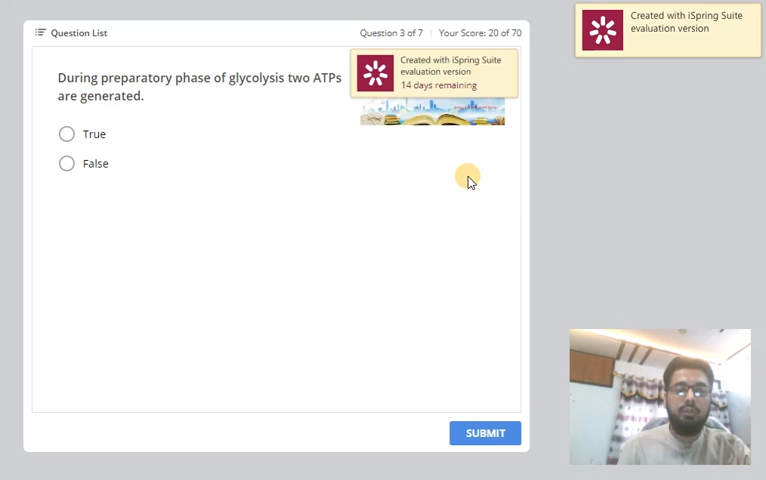 Question List
Question 3 of 7
Your Score: 20 of 70
During preparatory phase of glycolysis two ATPs
are generated.
True
False
SUBMIT
Created with iSpring Suite
evaluation version
14 days remaining
Created with iSpring Suite
evaluation version